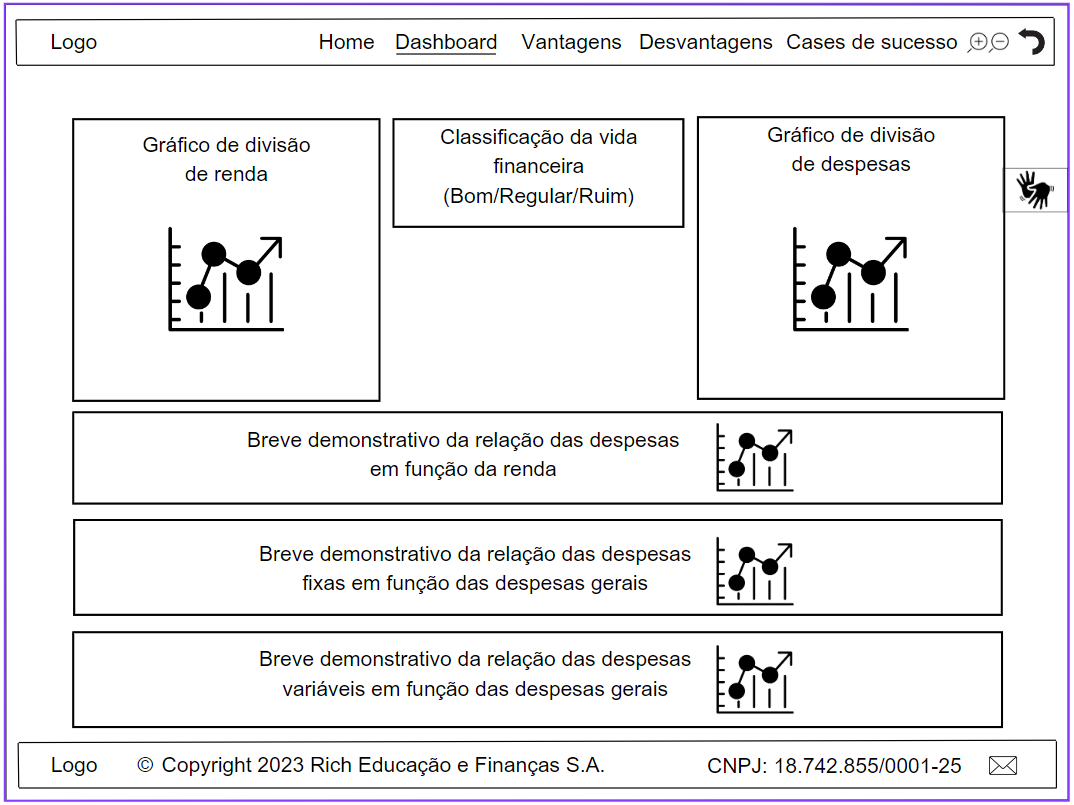 Logo
Home Dashboard Vantagens Desvantagens Cases de sucesso
Gráfico de divisão
de renda
Classificação da vida
financeira
(Bom/Regular/Ruim)
Gráfico de divisão
de despesas
Breve demonstrativo da relação das despesas
em função da renda
Breve demonstrativo da relação das despesas
fixas em função das despesas gerais
Breve demonstrativo da relação das despesas
variáveis em função das despesas gerais
Logo
© Copyright 2023 Rich Educação e Finanças S.A.
CNPJ: 18.742.855/0001-25